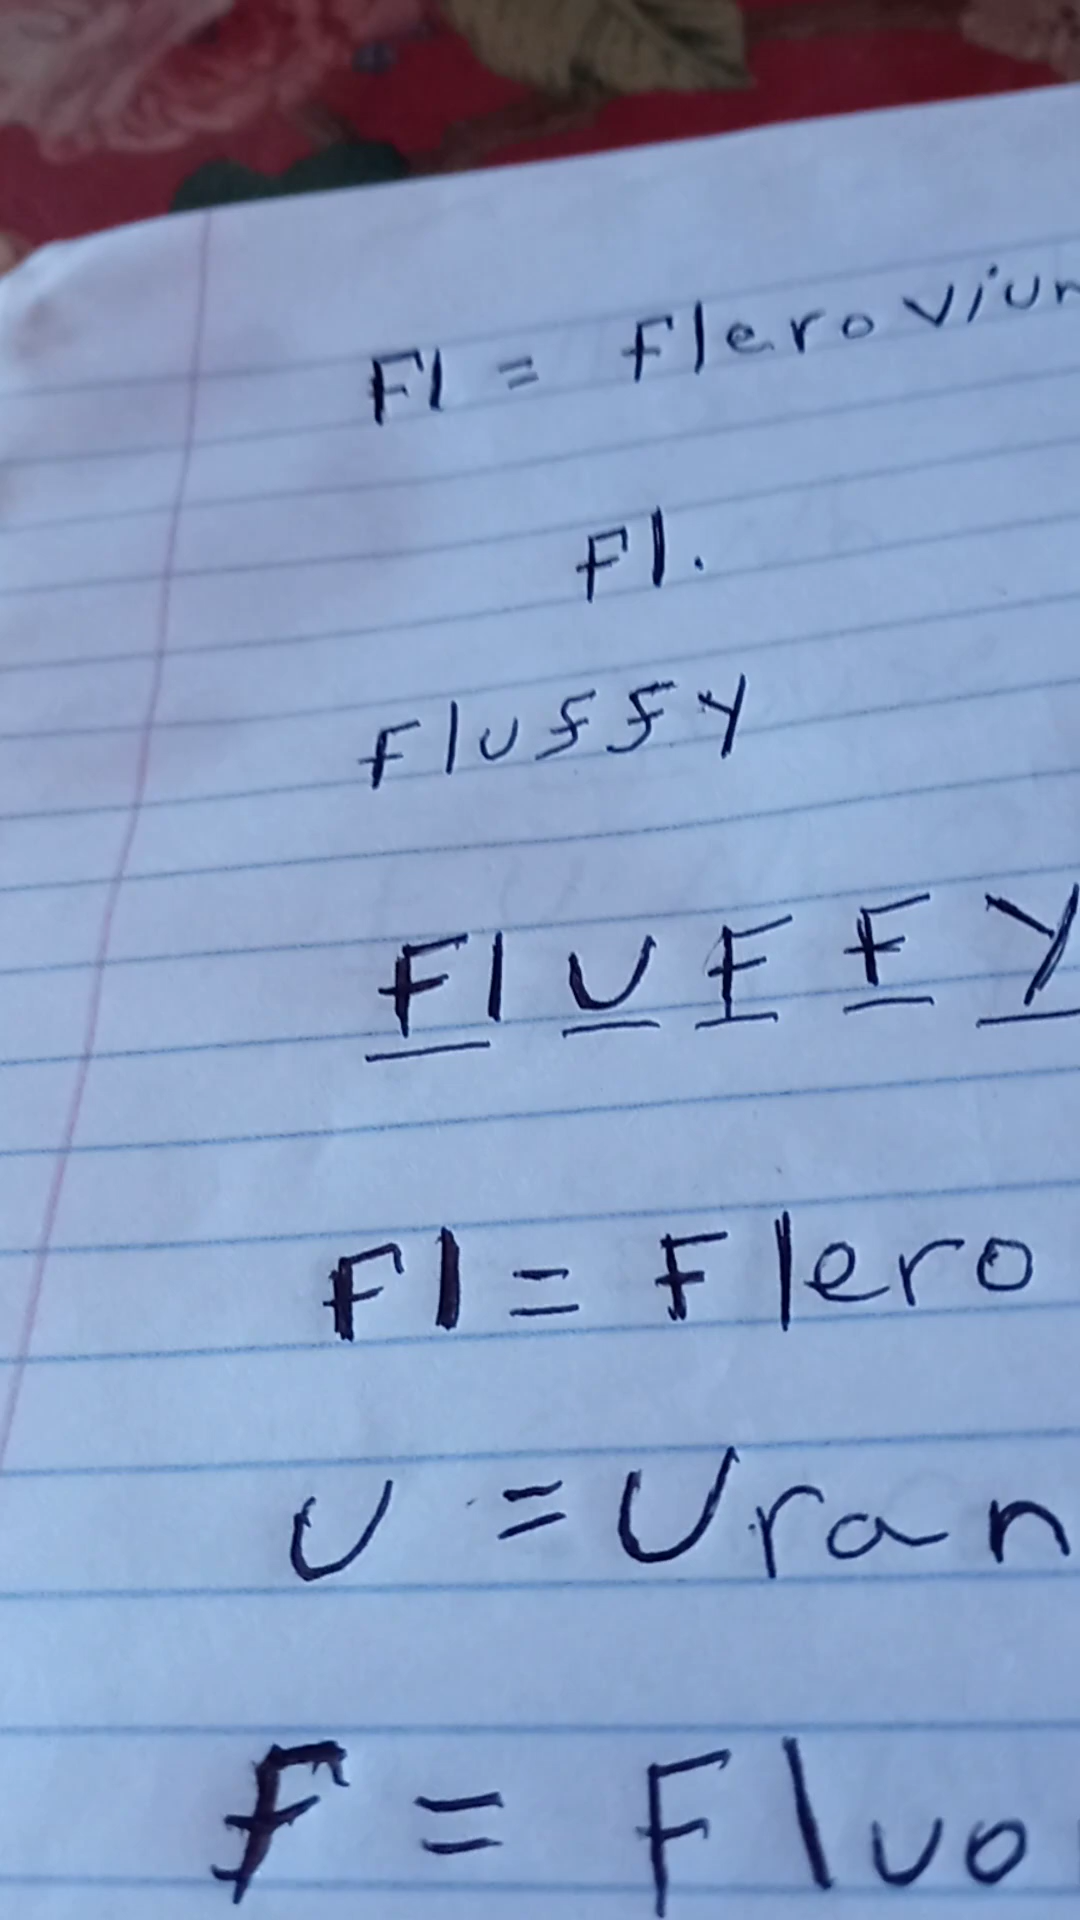 Fl = Flerovium
Fl.
Fluffy
Fl U F F Y
Fl = Flero
U = Uran
F = Fluo